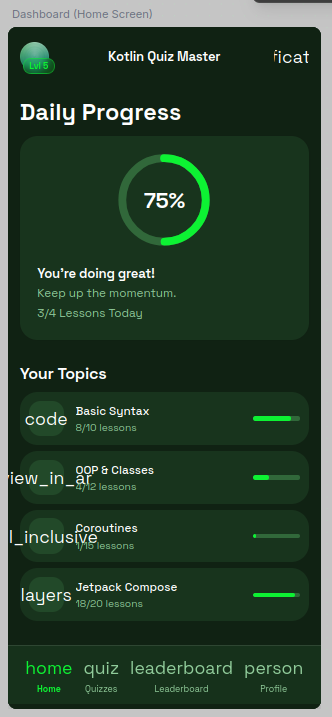 Dashboard (Home Screen)
Lvl 5
Kotlin Quiz Master
ficat
Daily Progress
75%
You're doing great!
Keep up the momentum.
3/4 Lessons Today
Your Topics
code
Basic Syntax
8/10 lessons
view_in_ar
OOP & Classes
4/12 lessons
l_inclusive
Coroutines
1/15 lessons
layers
Jetpack Compose
18/20 lessons
home quiz leaderboard person
Home Quizzes Leaderboard Profile